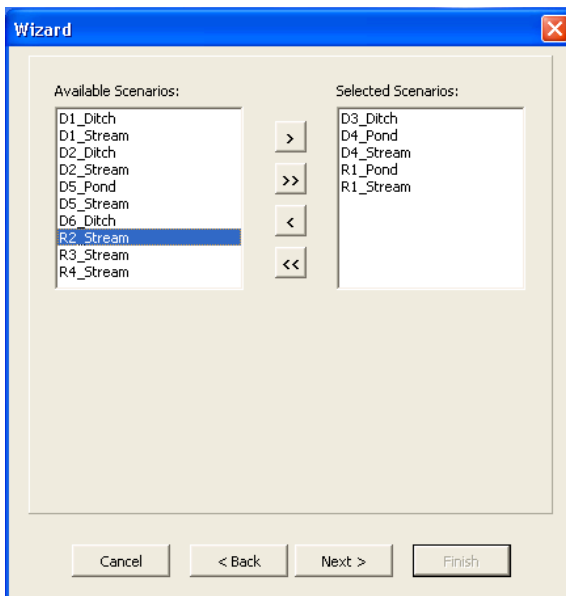 Wizard
Available Scenarios:
D1_Ditch
D1_Stream
D2_Ditch
D2_Stream
D5_Pond
D5_Stream
D6_Ditch
R2_Stream
R3_Stream
R4_Stream
>
>>
<
<<
Selected Scenarios:
D3_Ditch
D4_Pond
D4_Stream
R1_Pond
R1_Stream
Cancel
< Back
Next >
Finish